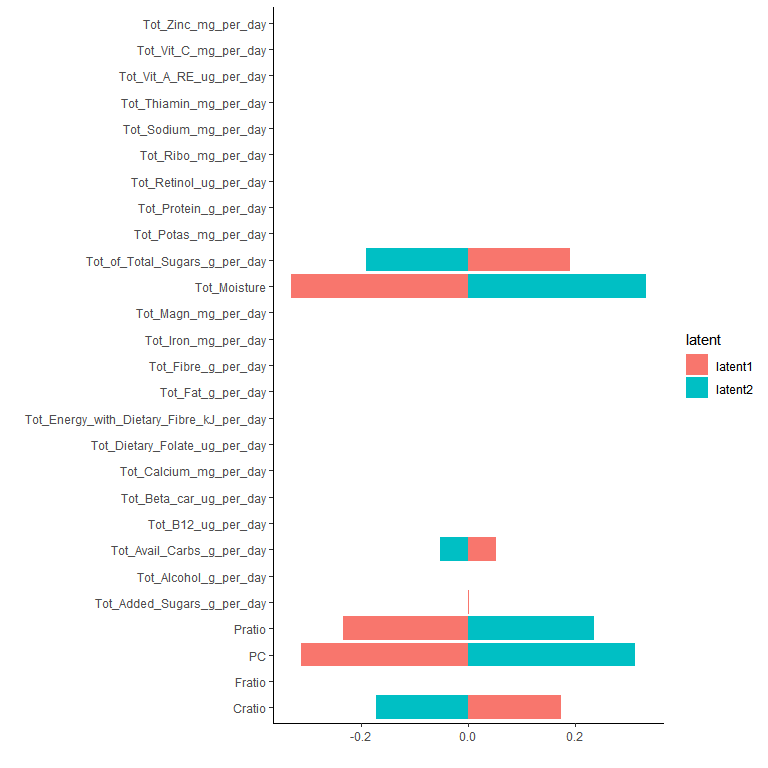 Tot_Zinc_mg_per_day
Tot_Vit_C_mg_per_day
Tot_Vit_A_RE_ug_per_day
Tot_Thiamin_mg_per_day
Tot_Sodium_mg_per_day
Tot_Ribo_mg_per_day
Tot_Retinol_ug_per_day
Tot_Protein_g_per_day
Tot_Potas_mg_per_day
Tot_of_Total_Sugars_g_per_day
Tot_Moisture
Tot_Magn_mg_per_day
Tot_Iron_mg_per_day
Tot_Fibre_g_per_day
Tot_Fat_g_per_day
Tot_Energy_with_Dietary_Fibre_kJ_per_day
Tot_Dietary_Folate_ug_per_day
Tot_Calcium_mg_per_day
Tot_Beta_car_ug_per_day
Tot_B12_ug_per_day
Tot_Avail_Carbs_g_per_day
Tot_Alcohol_g_per_day
Tot_Added_Sugars_g_per_day
Pratio
PC
Fratio
Cratio
-0.2 0.0 0.2
latent
latent1
latent2